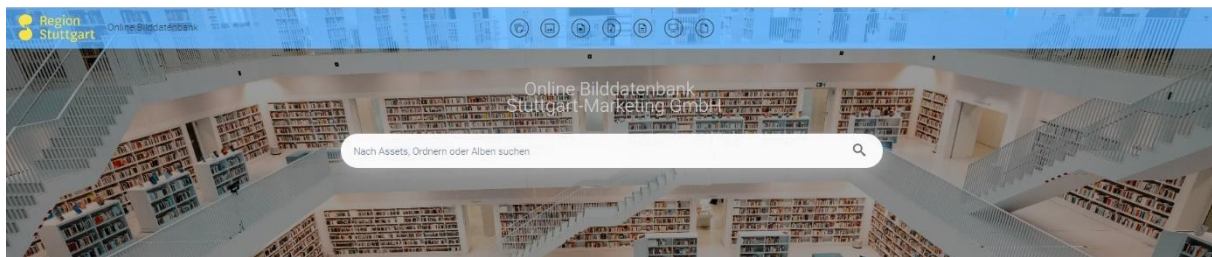 Region
Stuttgart
Online Bilddatenbank
Online Bilddatenbank
Stuttgart-Marketing GmbH
Nach Assets, Ordnern oder Alben suchen